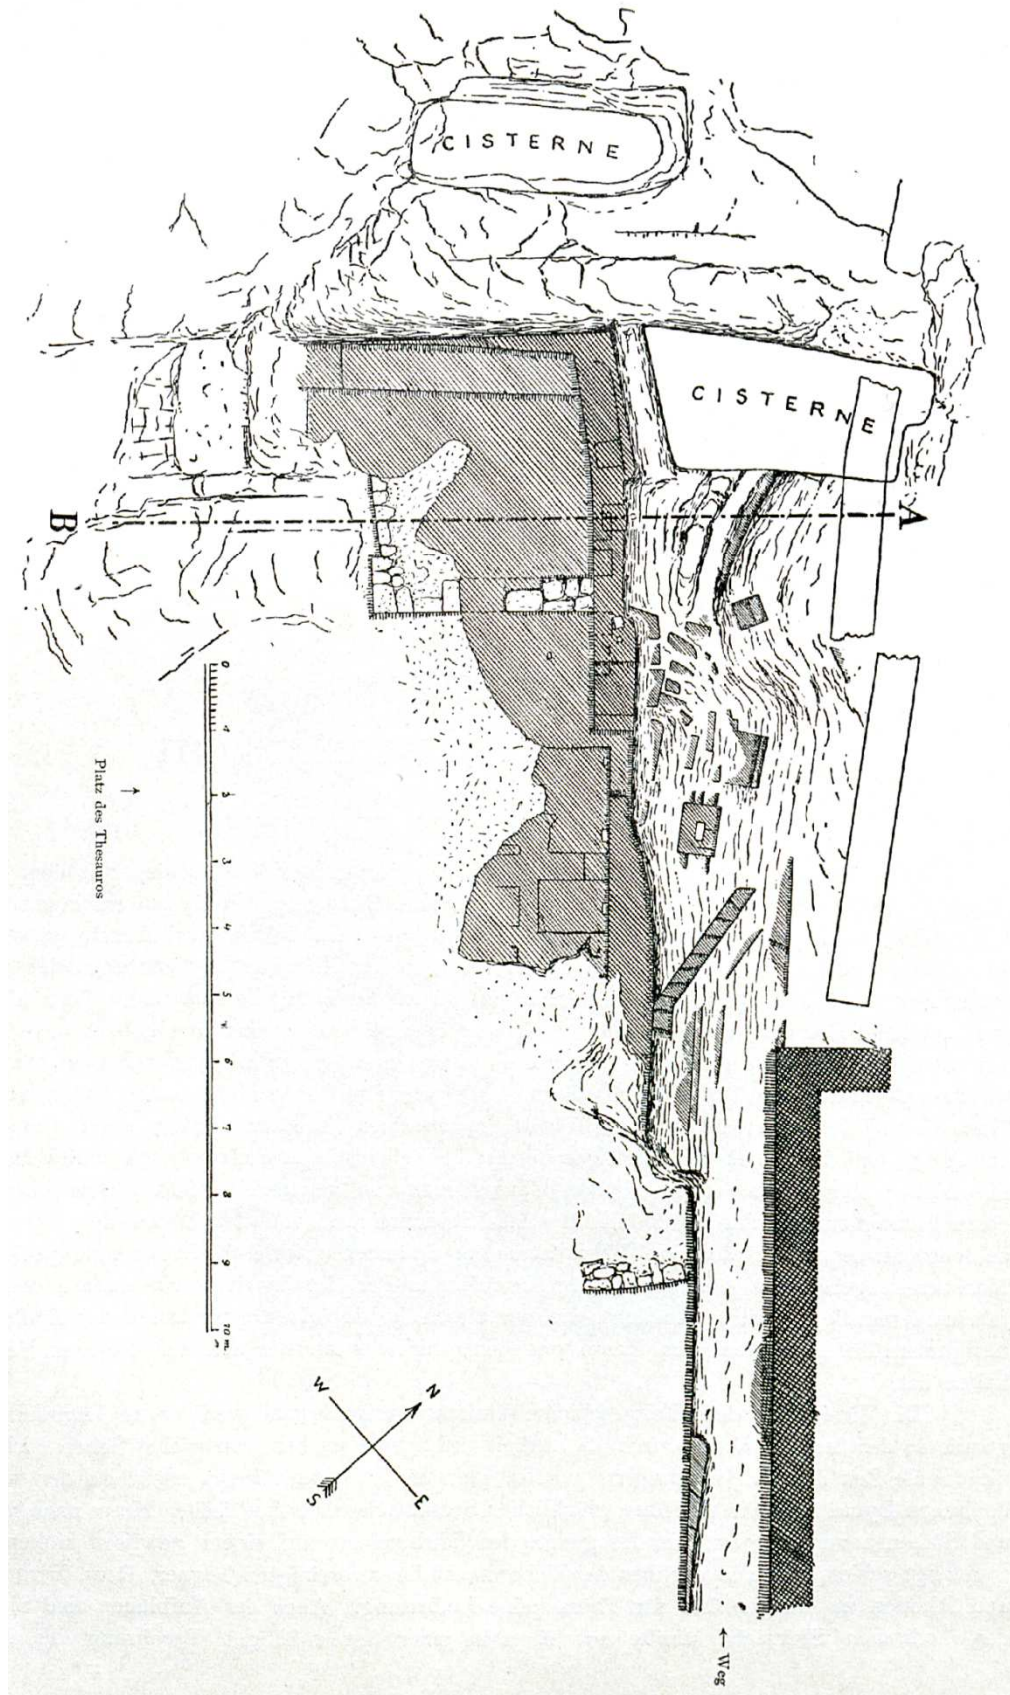 CISTERNE
CISTERNE
A
B
0
1
2
3
4
5
6
7
8
9
10 m.
Platz des Thesauros
↓
N
W
E
S
← Weg